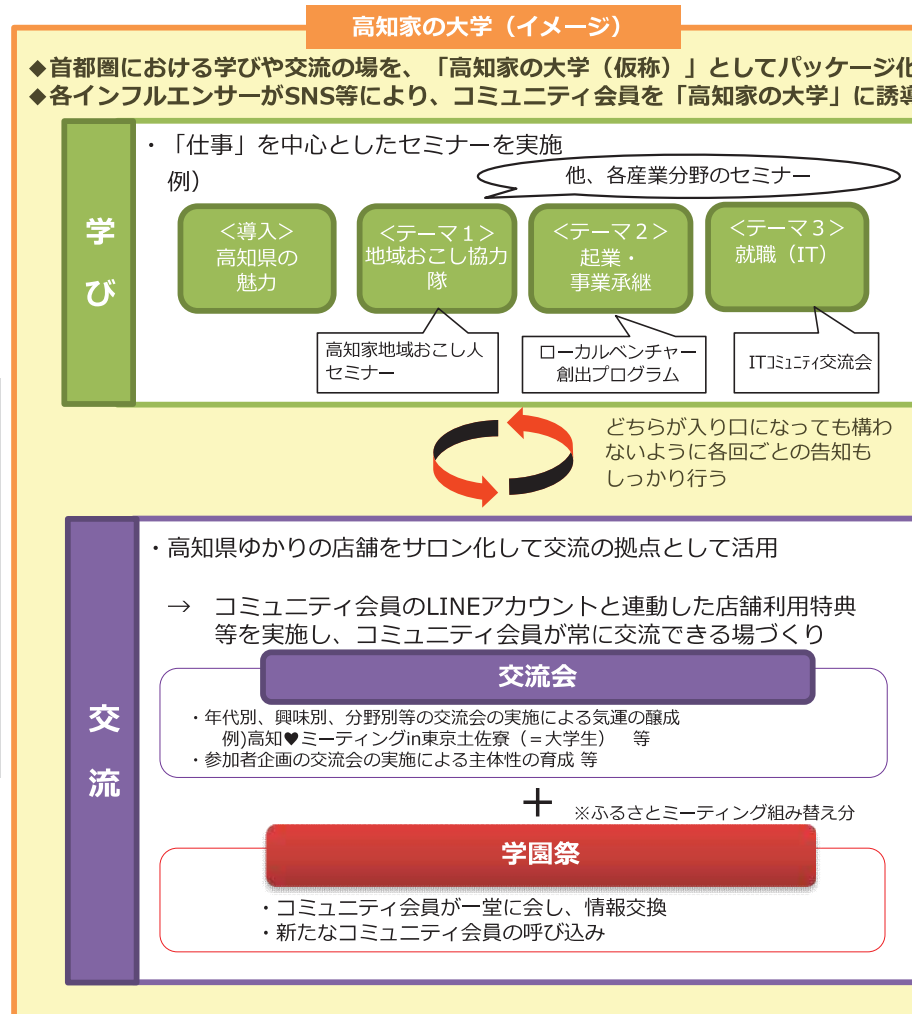 高知家の大学（イメージ）
◆首都圏における学びや交流の場を、「高知家の大学（仮称）」としてパッケージ化
◆各インフルエンサーがSNS等により、コミュニティ会員を「高知家の大学」に誘導
学び
・「仕事」を中心としたセミナーを実施
例）
他、各産業分野のセミナー
＜導入＞
高知県の
魅力
＜テーマ１＞
地域おこし協力
隊
＜テーマ２＞
起業・
事業承継
＜テーマ３＞
就職（IT）
高知家地域おこし人
セミナー
ローカルベンチャー
創出プログラム
ITｺﾐｭﾆﾃｨ交流会
どちらが入り口になっても構わ
ないように各回ごとの告知も
しっかり行う
交流
・高知県ゆかりの店舗をサロン化して交流の拠点として活用
→　コミュニティ会員のLINEアカウントと連動した店舗利用特典
等を実施し、コミュニティ会員が常に交流できる場づくり
交流会
・年代別、興味別、分野別等の交流会の実施による気運の醸成
例)高知♥ミーティングin東京土佐寮（＝大学生）　等
・参加者企画の交流会の実施による主体性の育成 等
＋
※ふるさとミーティング組み替え分
学園祭
・コミュニティ会員が一堂に会し、情報交換
・新たなコミュニティ会員の呼び込み